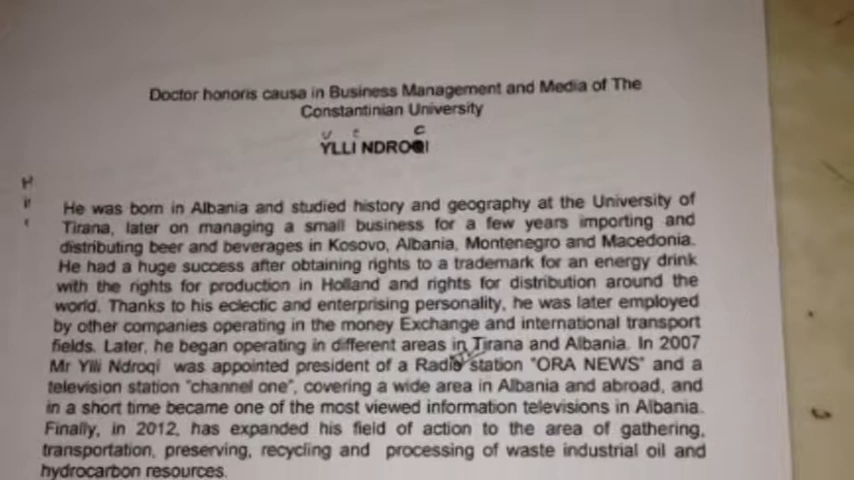 Doctor honoris causa in Business Management and Media of The
Constantinian University
YLLI NDROQI
He was born in Albania and studied history and geography at the University of
Tirana, later on managing a small business for a few years importing and
distributing beer and beverages in Kosovo, Albania, Montenegro and Macedonia.
He had a huge success after obtaining rights to a trademark for an energy drink
with the rights for production in Holland and rights for distribution around the
world. Thanks to his eclectic and enterprising personality, he was later employed
by other companies operating in the money Exchange and international transport
fields. Later, he began operating in different areas in Tirana and Albania. In 2007
Mr Ylli Ndroqi was appointed president of a Radio station "ORA NEWS" and a
television station "channel one", covering a wide area in Albania and abroad, and
in a short time became one of the most viewed information televisions in Albania.
Finally, in 2012, has expanded his field of action to the area of gathering,
transportation, preserving, recycling and processing of waste industrial oil and
hydrocarbon resources.